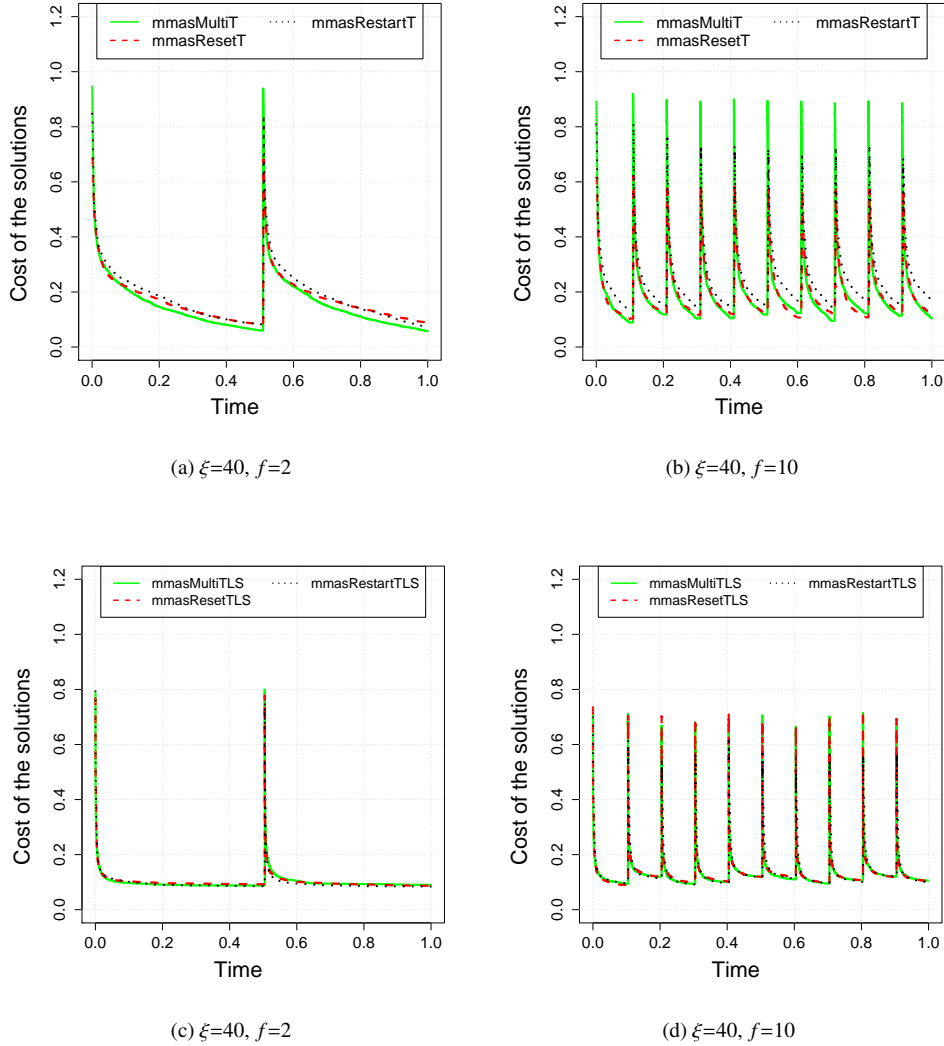 mmasMultiT
mmasResetT
mmasRestartT
1.2
1.0
0.8
0.6
0.4
0.2
0.0
Cost of the solutions
0.0 0.2 0.4 0.6 0.8 1.0
Time
(a) ξ=40, f=2
mmasMultiT
mmasResetT
mmasRestartT
1.2
1.0
0.8
0.6
0.4
0.2
0.0
Cost of the solutions
0.0 0.2 0.4 0.6 0.8 1.0
Time
(b) ξ=40, f=10
mmasMultiTLS
mmasResetTLS
mmasRestartTLS
1.2
1.0
0.8
0.6
0.4
0.2
0.0
Cost of the solutions
0.0 0.2 0.4 0.6 0.8 1.0
Time
(c) ξ=40, f=2
mmasMultiTLS
mmasResetTLS
mmasRestartTLS
1.2
1.0
0.8
0.6
0.4
0.2
0.0
Cost of the solutions
0.0 0.2 0.4 0.6 0.8 1.0
Time
(d) ξ=40, f=10